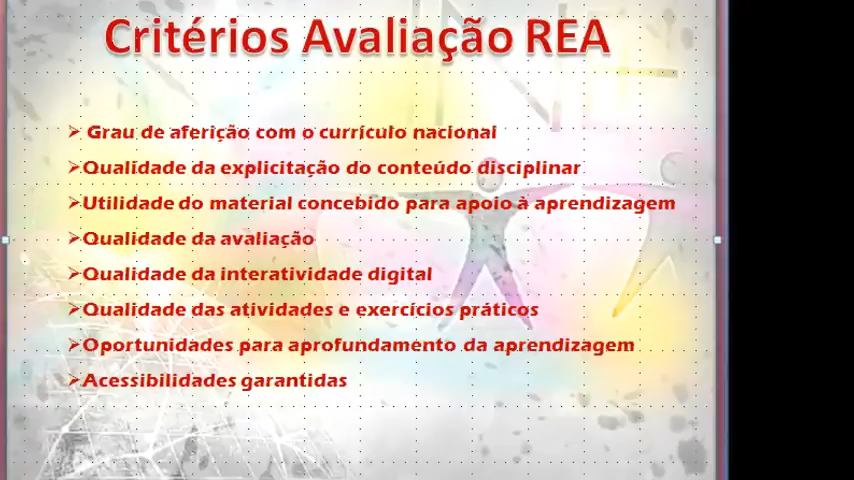 Critérios Avaliação REA
➢ Grau de aferição com o currículo nacional
➢Qualidade da explicitação do conteúdo disciplinar
➢Utilidade do material concebido para apoio à aprendizagem
➢Qualidade da avaliação
➢Qualidade da interatividade digital
➢Qualidade das atividades e exercícios práticos
➢Oportunidades para aprofundamento da aprendizagem
➢Acessibilidades garantidas